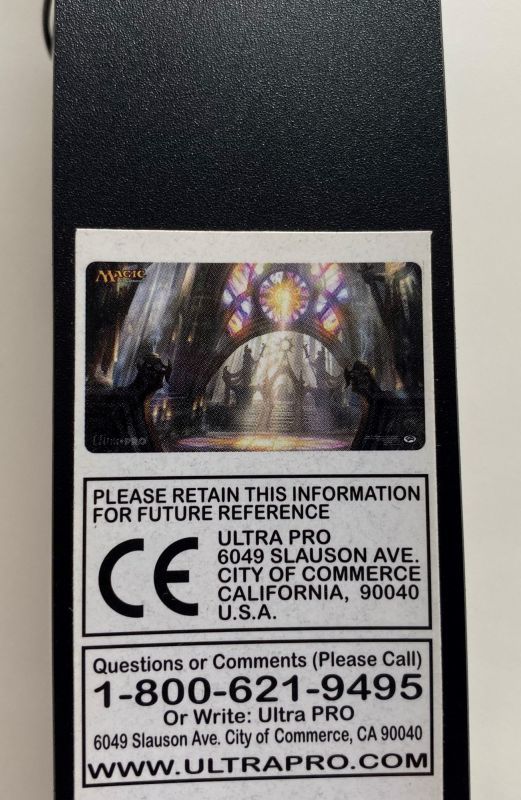 MAGIC
Ultra•PRO
PLEASE RETAIN THIS INFORMATION
FOR FUTURE REFERENCE
CE
ULTRA PRO
6049 SLAUSON AVE.
CITY OF COMMERCE
CALIFORNIA, 90040
U.S.A.
Questions or Comments (Please Call)
1-800-621-9495
Or Write: Ultra PRO
6049 Slauson Ave. City of Commerce, CA 90040
WWW.ULTRAPRO.COM